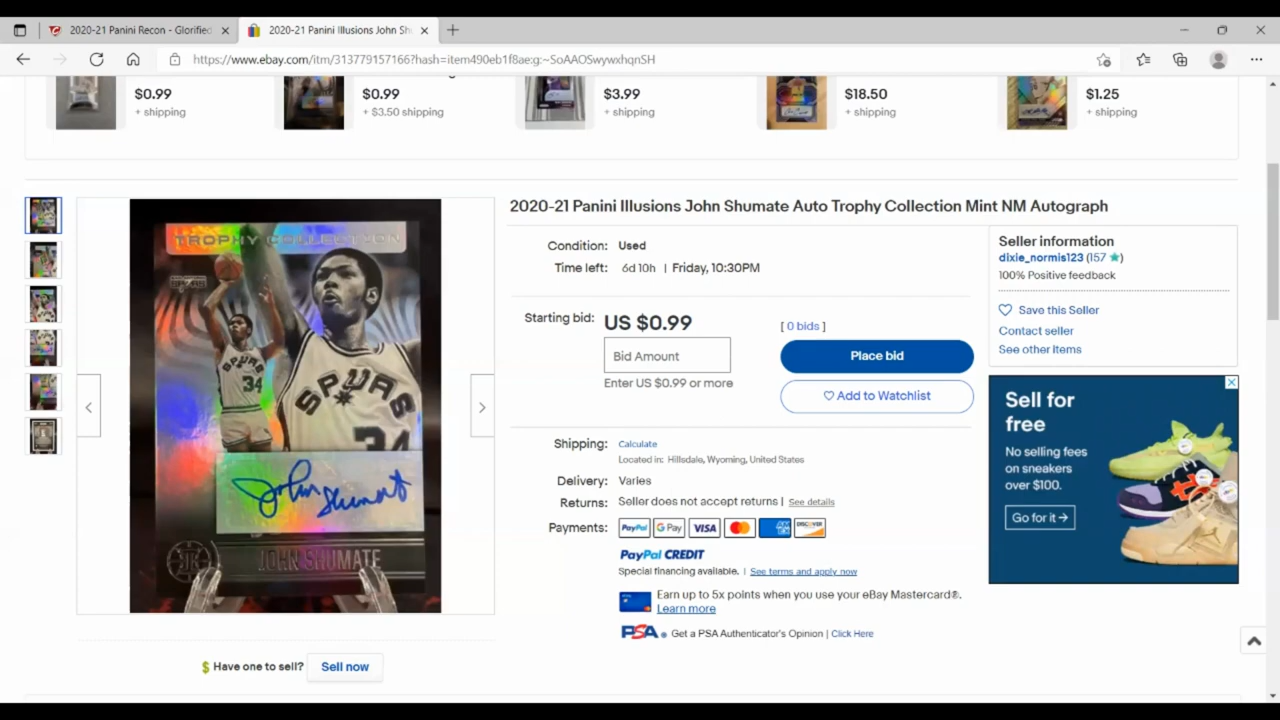 2020-21 Panini Recon - Glorified
2020-21 Panini Illusions John Sh
https://www.ebay.com/itm/313779157166?hash=item490eb1f8ae:g:~SoAAOSwywxhqnSH
$0.99
+ shipping
$0.99
+ $3.50 shipping
$3.99
+ shipping
$18.50
+ shipping
$1.25
+ shipping
TROPHY COLLECTION
SPURS
SPURS
34
SPURS
34
John Shumate
JOHN SHUMATE
2020-21 Panini Illusions John Shumate Auto Trophy Collection Mint NM Autograph
Condition: Used
Time left: 6d 10h | Friday, 10:30PM
Starting bid: US $0.99 [ 0 bids ]
Bid Amount
Place bid
Enter US $0.99 or more
Add to Watchlist
Shipping: Calculate
Located in: Hillsdale, Wyoming, United States
Delivery: Varies
Returns: Seller does not accept returns | See details
Payments: PayPal G Pay VISA DISCOVER
PayPal CREDIT
Special financing available. | See terms and apply now
Earn up to 5x points when you use your eBay Mastercard®.
Learn more
PSA Get a PSA Authenticator's Opinion | Click Here
Seller information
dixie_normis123 (157 ★)
100% Positive feedback
Save this Seller
Contact seller
See other items
Sell for
free
No selling fees
on sneakers
over $100.
Go for it →
Have one to sell? Sell now